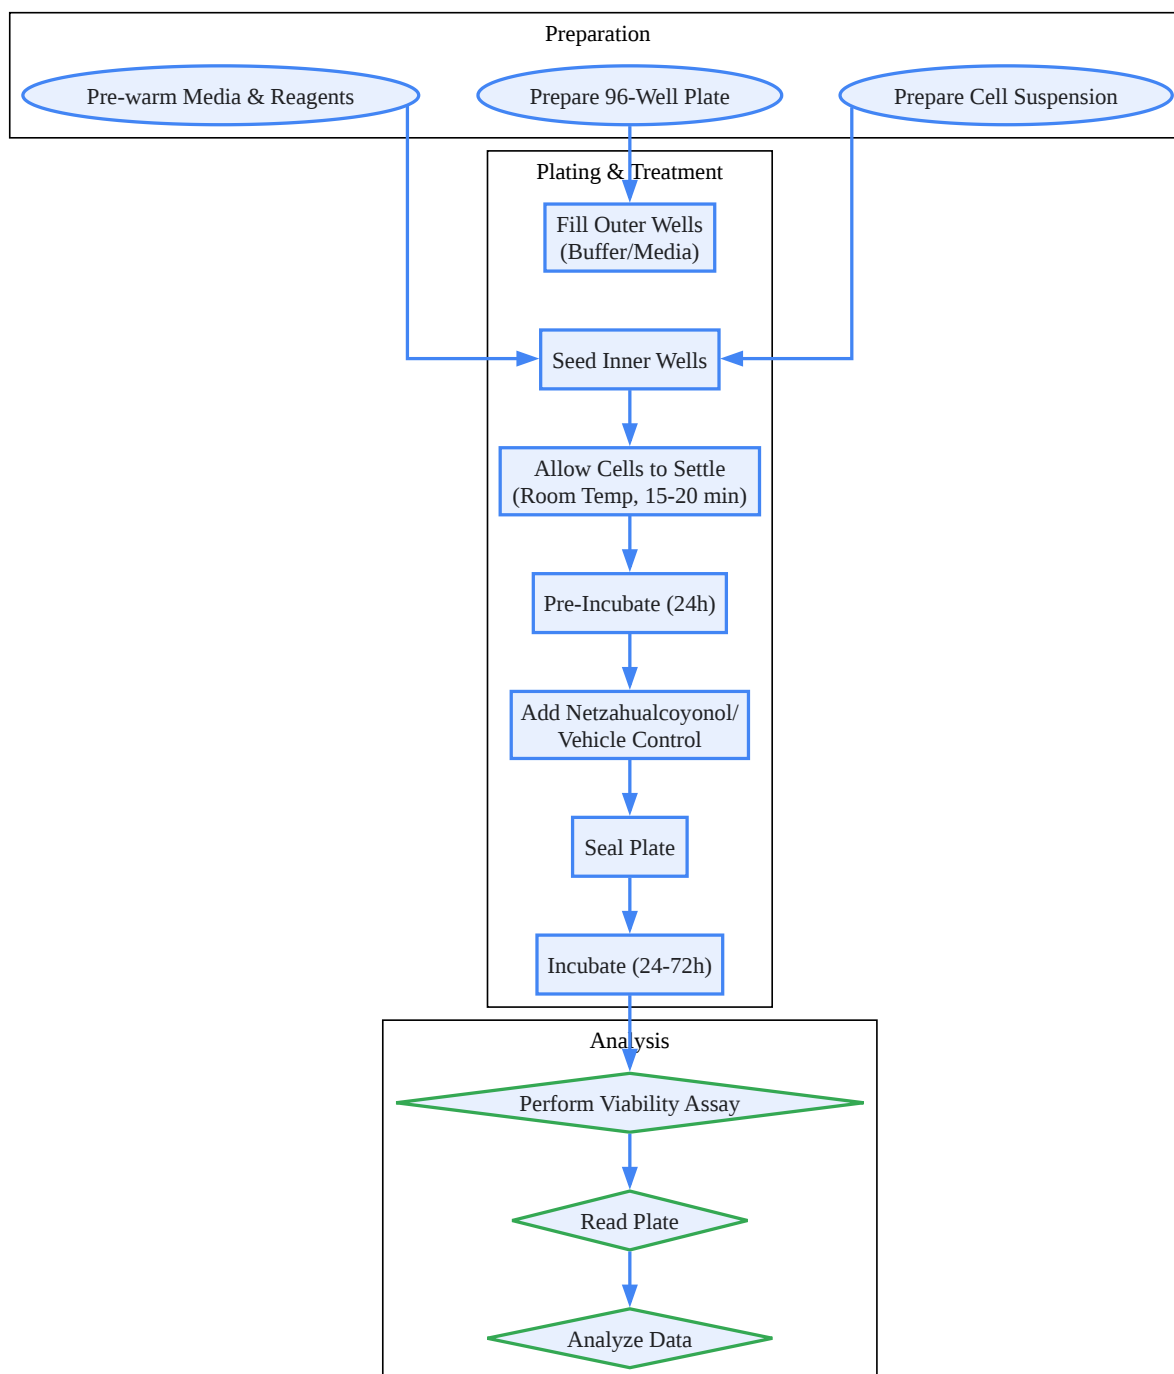 Preparation
Pre-warm Media & Reagents
Prepare 96-Well Plate
Prepare Cell Suspension
Plating & Treatment
Fill Outer Wells
(Buffer/Media)
Seed Inner Wells
Allow Cells to Settle
(Room Temp, 15-20 min)
Pre-Incubate (24h)
Add Netzahualcoyonol/
Vehicle Control
Seal Plate
Incubate (24-72h)
Analysis
Perform Viability Assay
Read Plate
Analyze Data